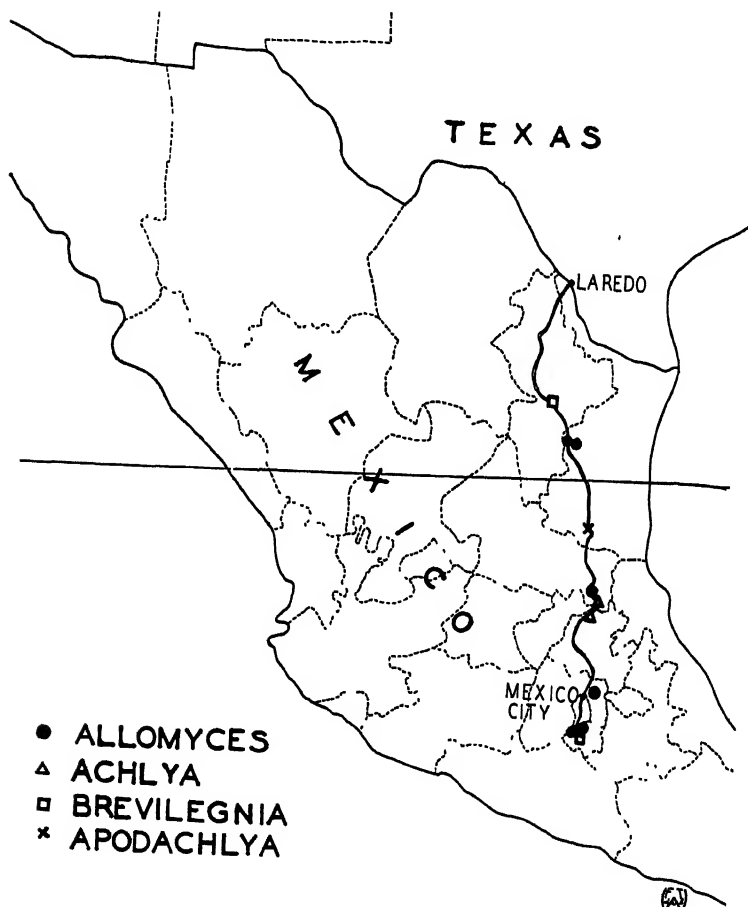 TEXAS
LAREDO
MEXICO
MEXICO
CITY
ALLOMYCES
ACHLYA
BREVILEGNIA
APODACHLYA